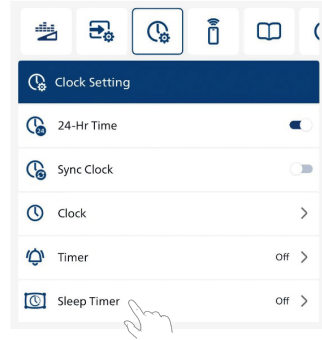 Clock Setting
24-Hr Time
Sync Clock
Clock
Timer Off
Sleep Timer Off